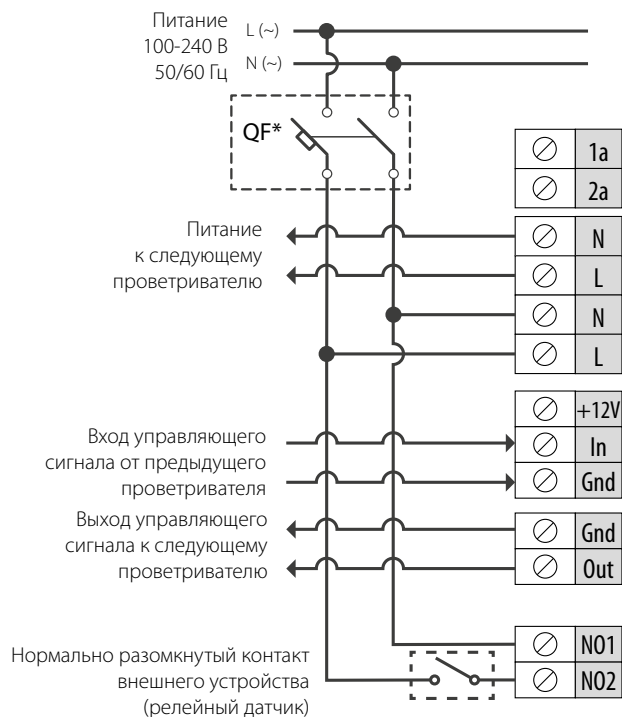 Питание
100-240 В
50/60 Гц
L (~)
N (~)
QF*
1a
2a
Питание
к следующему
проветривателю
N
L
N
L
+12V
Вход управляющего
сигнала от предыдущего
проветривателя
In
Gnd
Выход управляющего
сигнала к следующему
проветривателю
Gnd
Out
Нормально разомкнутый контакт
внешнего устройства
(релейный датчик)
NO1
NO2